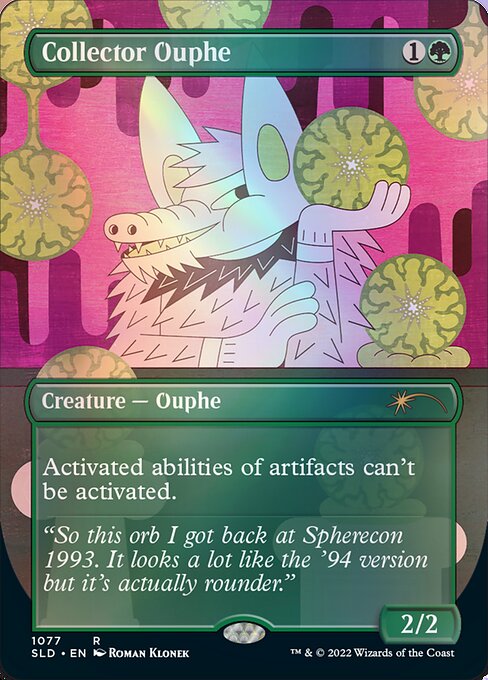 Collector Ouphe 1
Creature — Ouphe
Activated abilities of artifacts can't
be activated.
“So this orb I got back at Spherecon
1993. It looks a lot like the ’94 version
but it’s actually rounder.”
2/2
1077 R
SLD • EN Roman Klonek
™ & © 2022 Wizards of the Coast